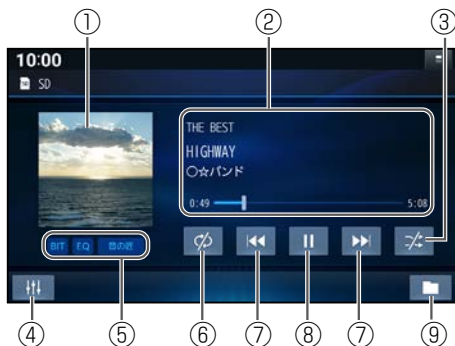 ① ② ③
10:00
SD
THE BEST
HIGHWAY
○☆バンド
0:49 5:08
BIT EQ 音の匠
④ ⑤ ⑥ ⑦ ⑧ ⑦ ⑨